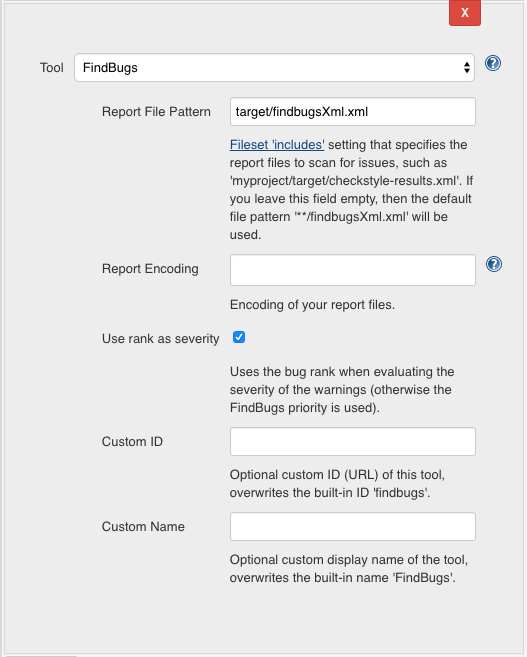 X
Tool FindBugs ?
Report File Pattern target/findbugsXml.xml
Fileset 'includes' setting that specifies the
report files to scan for issues, such as
'myproject/target/checkstyle-results.xml'. If
you leave this field empty, then the default
file pattern '**/findbugsXml.xml' will be
used.
Report Encoding ?
Encoding of your report files.
Use rank as severity
Uses the bug rank when evaluating the
severity of the warnings (otherwise the
FindBugs priority is used).
Custom ID
Optional custom ID (URL) of this tool,
overwrites the built-in ID 'findbugs'.
Custom Name
Optional custom display name of the tool,
overwrites the built-in name 'FindBugs'.